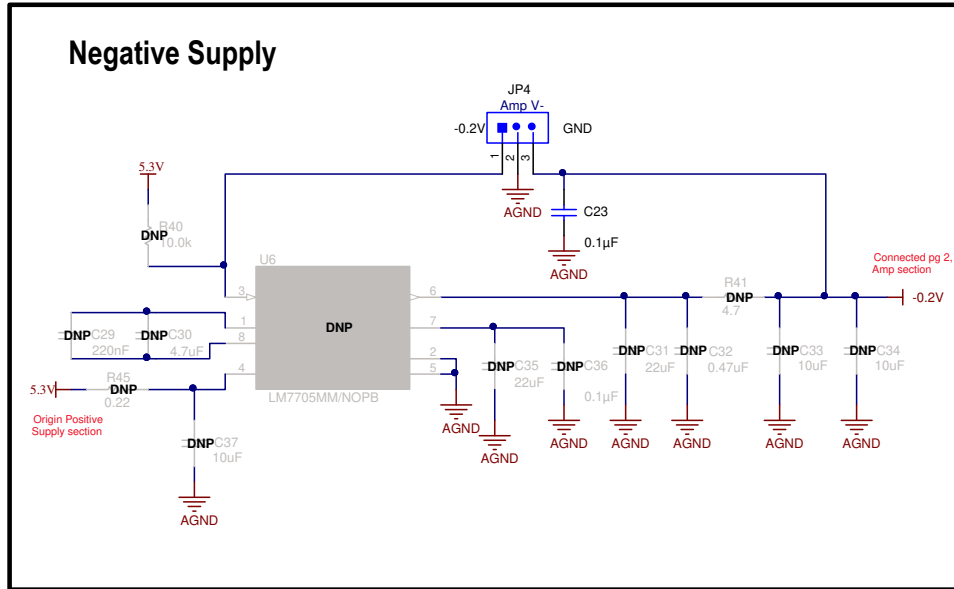 Negative Supply
JP4
Amp V-
-0.2V
GND
1
2
3
5.3V
R40
DNP
10.0k
AGND
C23
0.1µF
AGND
U6
3
6
1
7
8
2
4
5
DNP
LM7705MM/NOPB
DNP
C29
220nF
DNP
C30
4.7uF
R45
5.3V
DNP
0.22
Origin Positive
Supply section
DNP
C37
10uF
AGND
AGND
DNP
C35
22uF
AGND
DNP
C36
0.1µF
AGND
DNP
C31
22uF
AGND
DNP
C32
0.47uF
AGND
R41
DNP
4.7
DNP
C33
10uF
AGND
DNP
C34
10uF
AGND
Connected pg 2,
Amp section
-0.2V